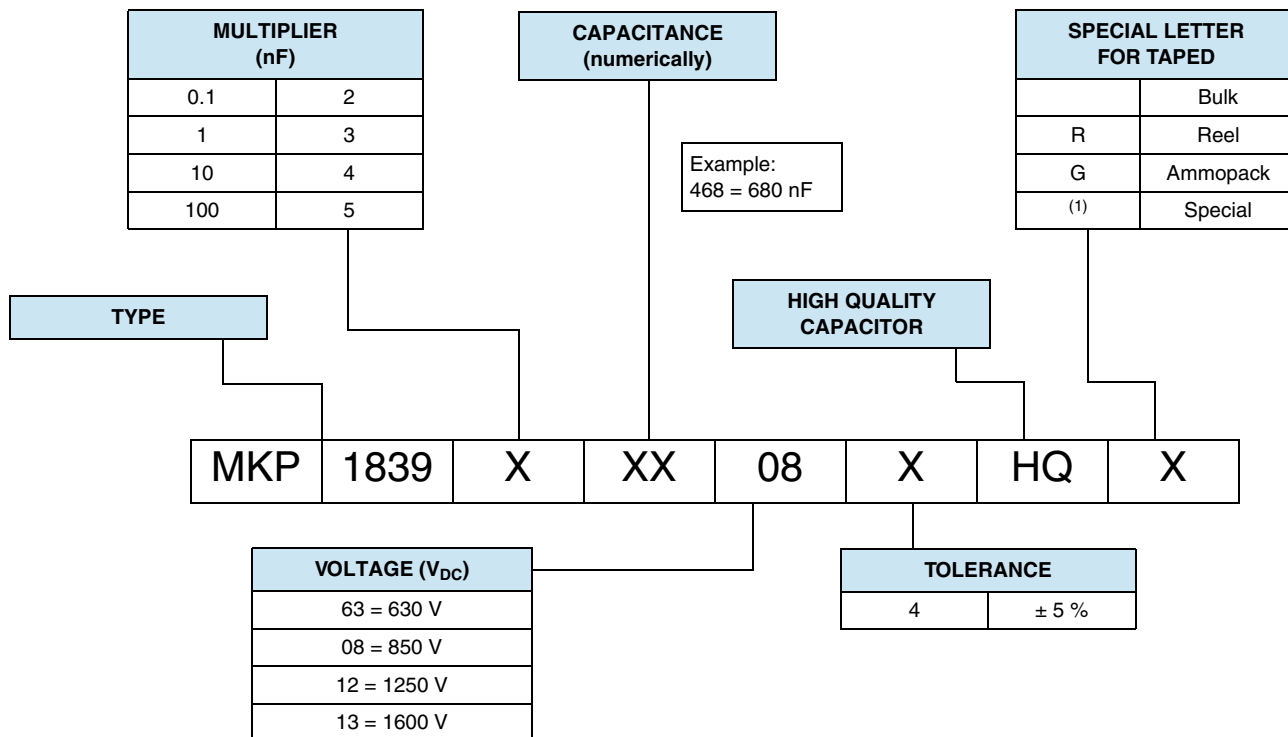 MULTIPLIER
(nF)
0.1 2
1 3
10 4
100 5
CAPACITANCE
(numerically)
Example:
468 = 680 nF
SPECIAL LETTER
FOR TAPED
Bulk
R Reel
G Ammopack
(1) Special
TYPE
HIGH QUALITY
CAPACITOR
MKP 1839 X XX 08 X HQ X
VOLTAGE (VDC)
63 = 630 V
08 = 850 V
12 = 1250 V
13 = 1600 V
TOLERANCE
4 ± 5 %